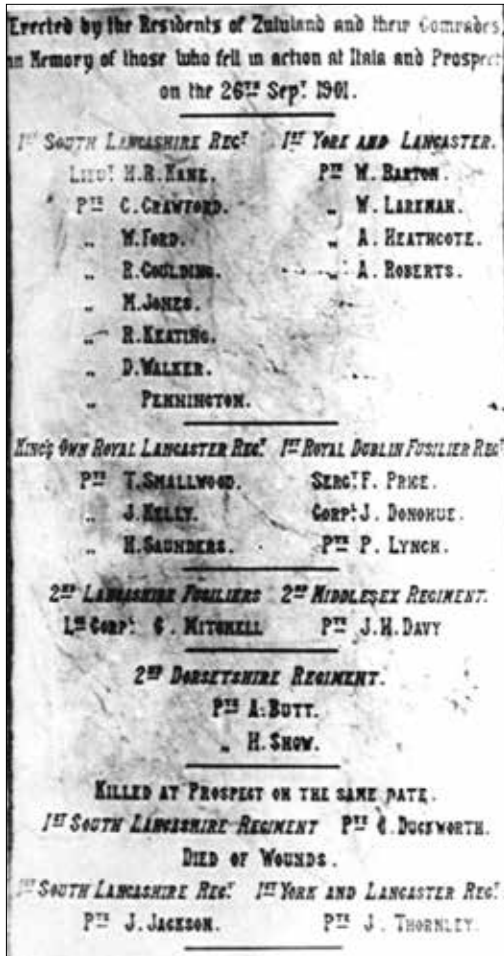 Erected by the Residents of Zululand and their Comrades,
in Memory of those who fell in action at Itala and Prospect
on the 26TH Sept. 1901.
1ST SOUTH LANCASHIRE REGT 1ST YORK AND LANCASTER.
LIEUT. H.R. KANE. PTE W. BARTON.
PTE C. CRAWFORD. „ W. LARKMAN.
„ W. FORD. „ A. HEATHCOTE.
„ R. GOULDING. „ A. ROBERTS.
„ M. JONES.
„ R. KEATING.
„ D. WALKER.
„ PENNINGTON.
KING'S OWN ROYAL LANCASTER REGT. 1ST ROYAL DUBLIN FUSILIER REGT
PTE T. SMALLWOOD. SERGT. F. PRICE.
„ J. KELLY. CORPL. J. DONOHUE.
„ H. SAUNDERS. PTE P. LYNCH.
2ND LANCASHIRE FUSILIERS 2ND MIDDLESEX REGIMENT.
LCE CORPL. MITCHELL PTE J.H. DAVY
2ND DORSETSHIRE REGIMENT.
PTE A. BUTT.
„ H. SNOW.
KILLED AT PROSPECT ON THE SAME DATE.
1ST SOUTH LANCASHIRE REGIMENT PTE DUCKWORTH.
DIED OF WOUNDS.
1ST SOUTH LANCASHIRE REGT. 1ST YORK AND LANCASTER REGT.
PTE J. JACKSON. PTE J. THORNLEY.